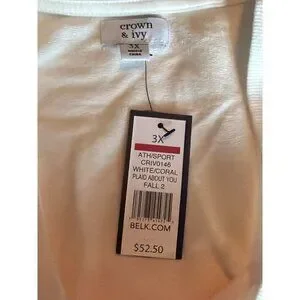 crown
& ivy
3X
3X
ATH/SPORT
CRIV0146
WHITE/CORAL
PLAID ABOUT YOU
FALL 2
BELK.COM
$52.50